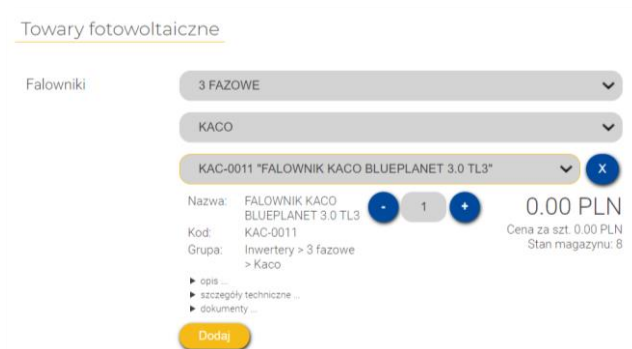 Towary fotowoltaiczne
Falowniki
3 FAZOWE
KACO
KAC-0011 "FALOWNIK KACO BLUEPLANET 3.0 TL3"
X
Nazwa: FALOWNIK KACO
BLUEPLANET 3.0 TL3
- 1 +
0.00 PLN
Kod: KAC-0011
Cena za szt. 0.00 PLN
Grupa: Inwertery > 3 fazowe
> Kaco
Stan magazynu: 8
opis ...
szczegóły techniczne ...
dokumenty ...
Dodaj